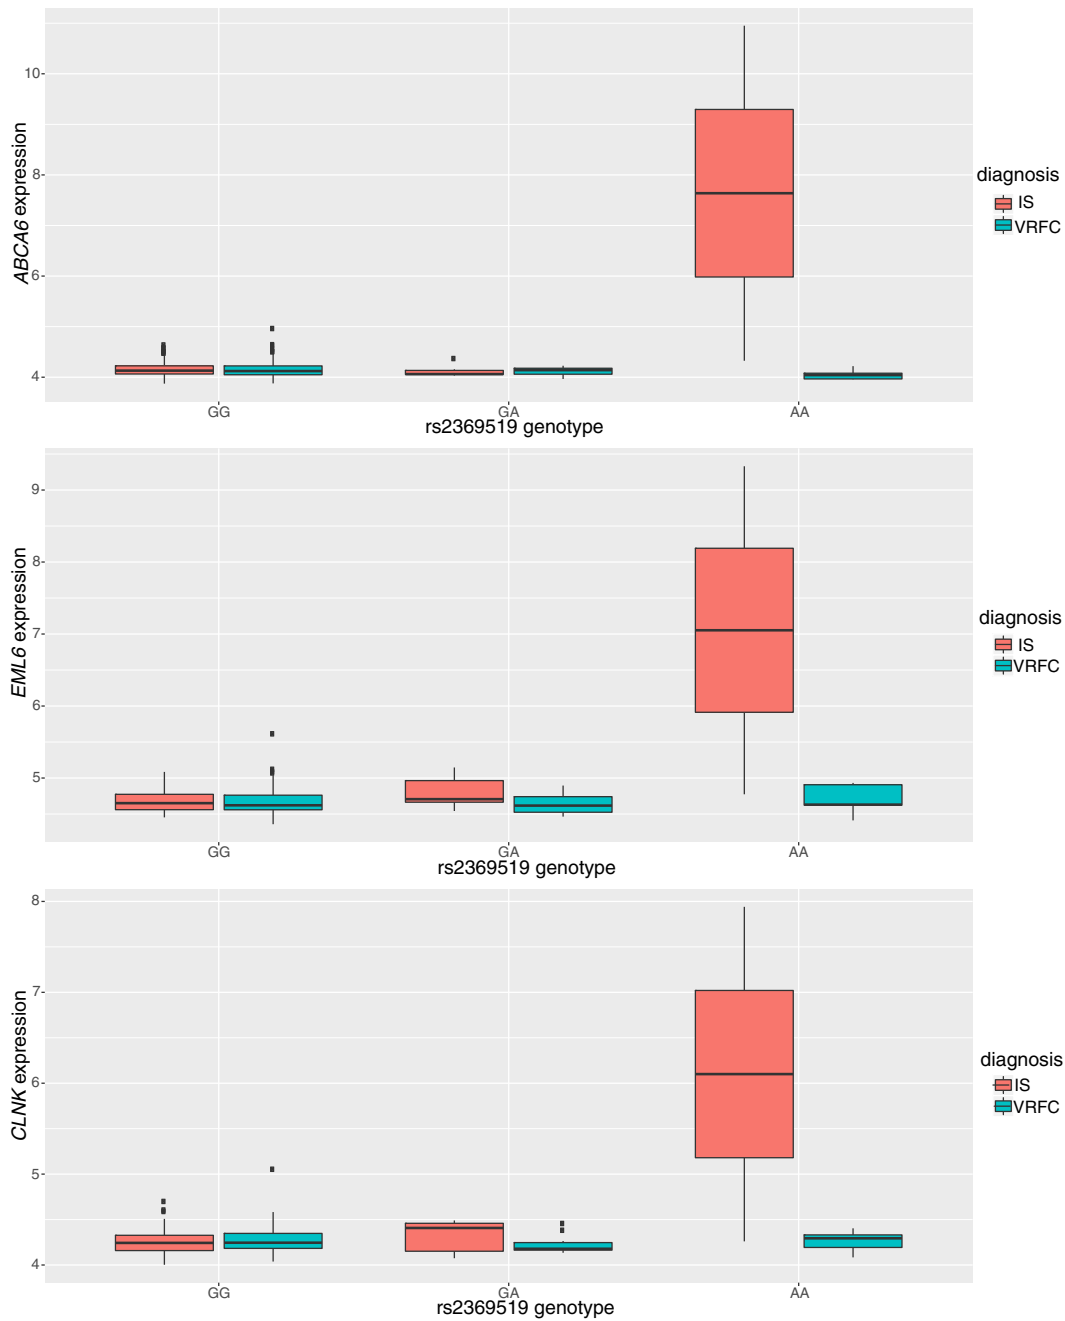 ABCA6 expression
10
8
6
4
GG GA AA
rs2369519 genotype
diagnosis
IS
VRFC
EML6 expression
9
8
7
6
5
GG GA AA
rs2369519 genotype
diagnosis
IS
VRFC
CLNK expression
8
7
6
5
4
GG GA AA
rs2369519 genotype
diagnosis
IS
VRFC